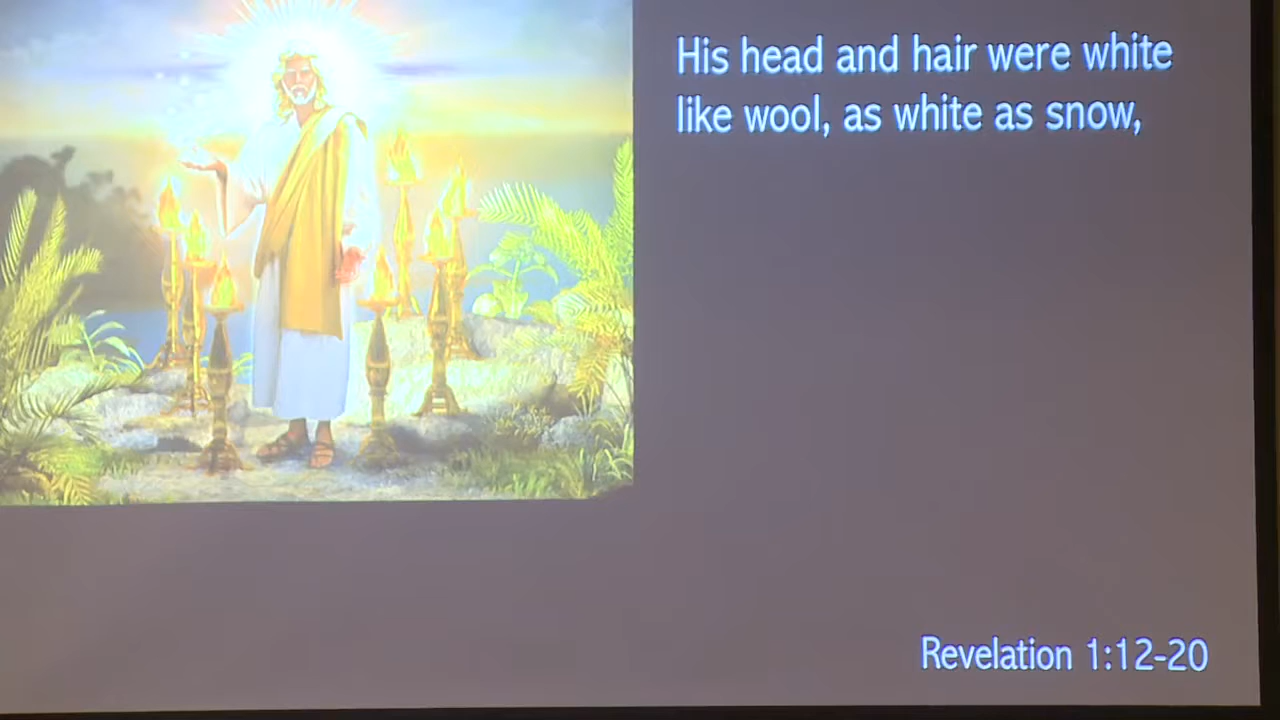 His head and hair were white
like wool, as white as snow,
Revelation 1:12-20